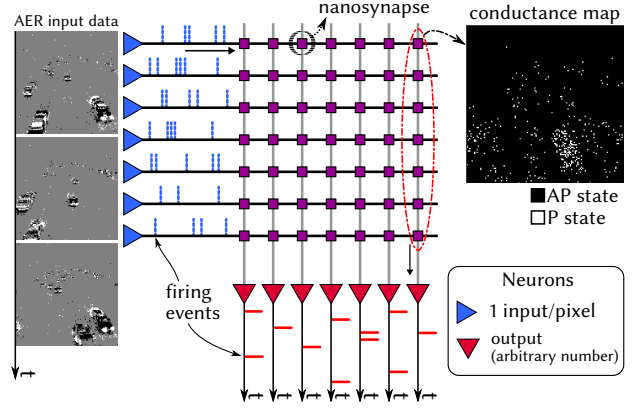 AER input data
nanosynapse
conductance map
AP state
P state
firing
events
Neurons
1 input/pixel
output
(arbitrary number)
t
t
t
t
t
t
t
t